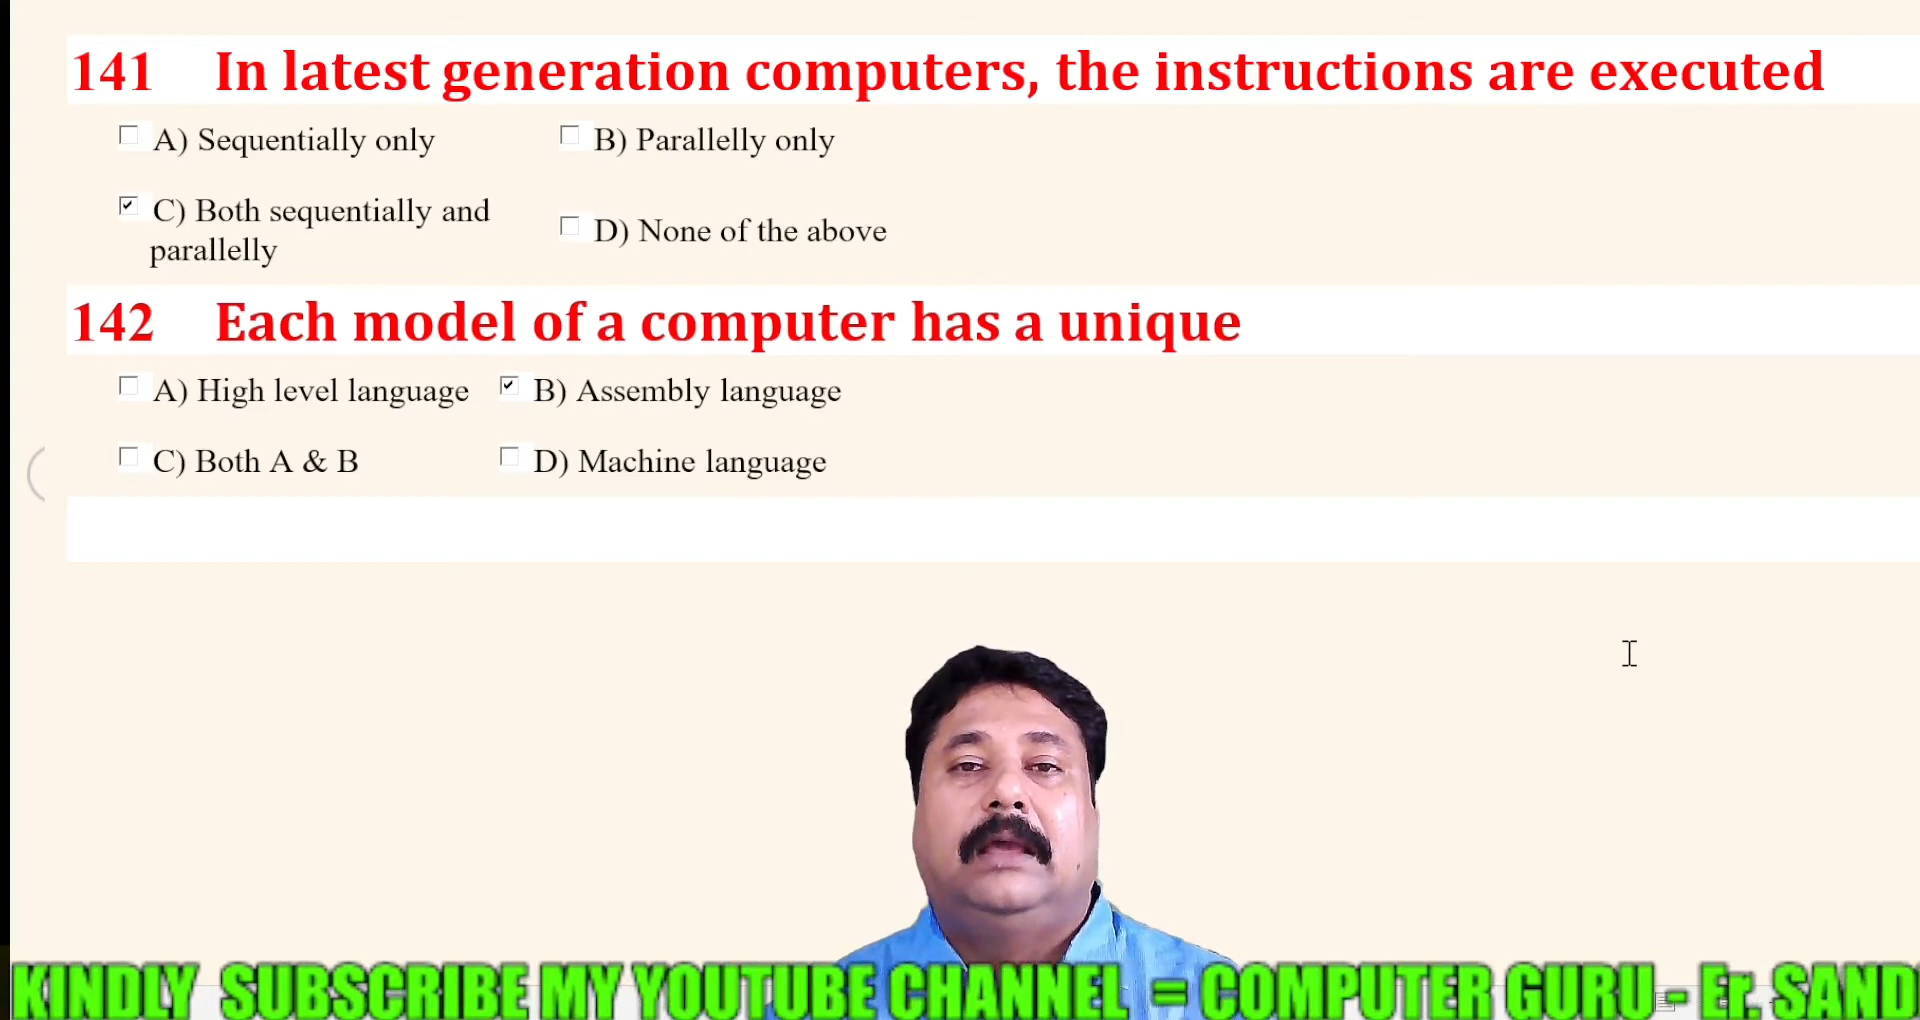 141 In latest generation computers, the instructions are executed
A) Sequentially only B) Parallelly only
C) Both sequentially and
parallelly
D) None of the above
142 Each model of a computer has a unique
A) High level language B) Assembly language
C) Both A & B D) Machine language
KINDLY SUBSCRIBE MY YOUTUBE CHANNEL = COMPUTER GURU - Er. SAND